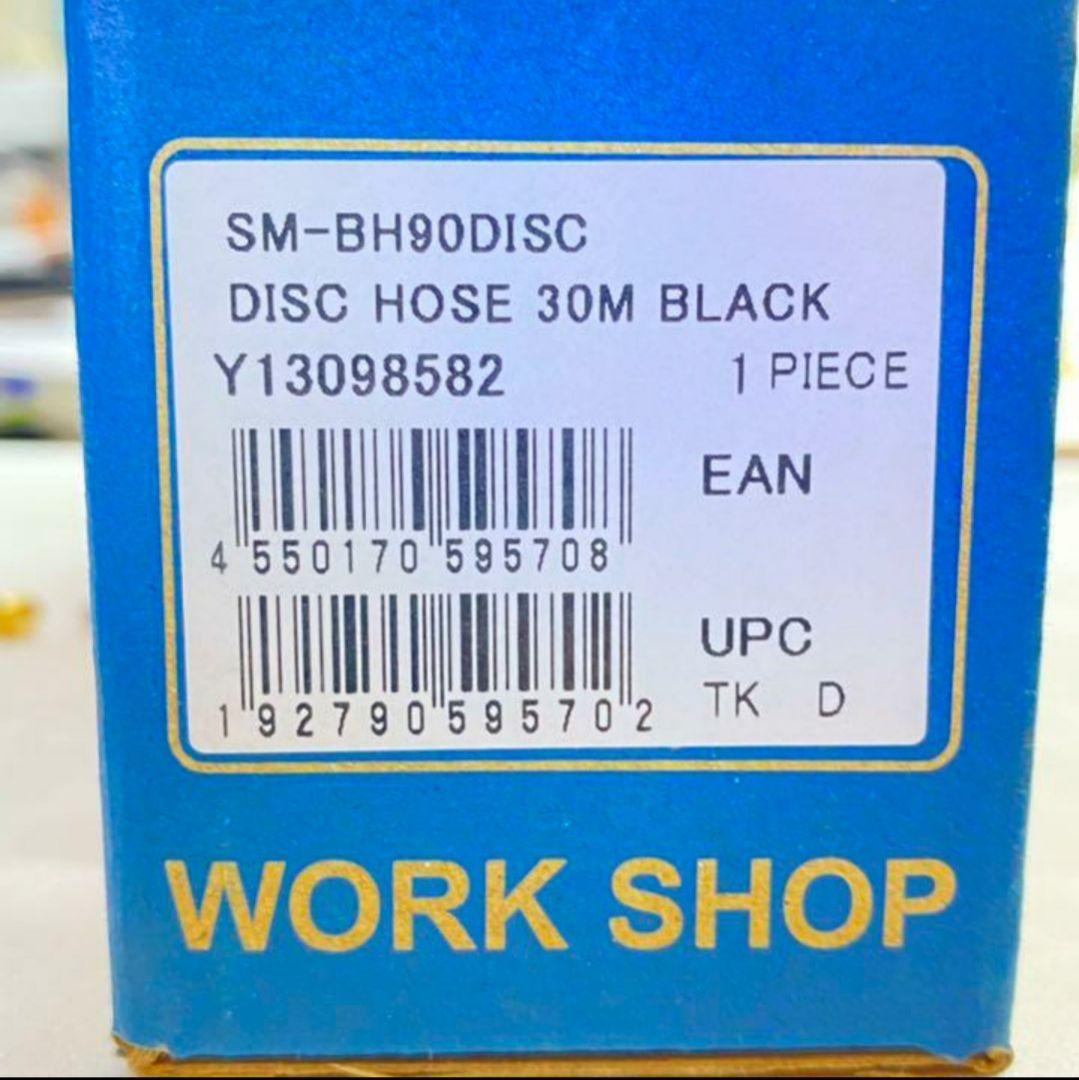 SM-BH90DISC
DISC HOSE 30M BLACK
Y13098582 1 PIECE
EAN
4 550170 595708
UPC
TK D
1 92790 59570 2
WORK SHOP